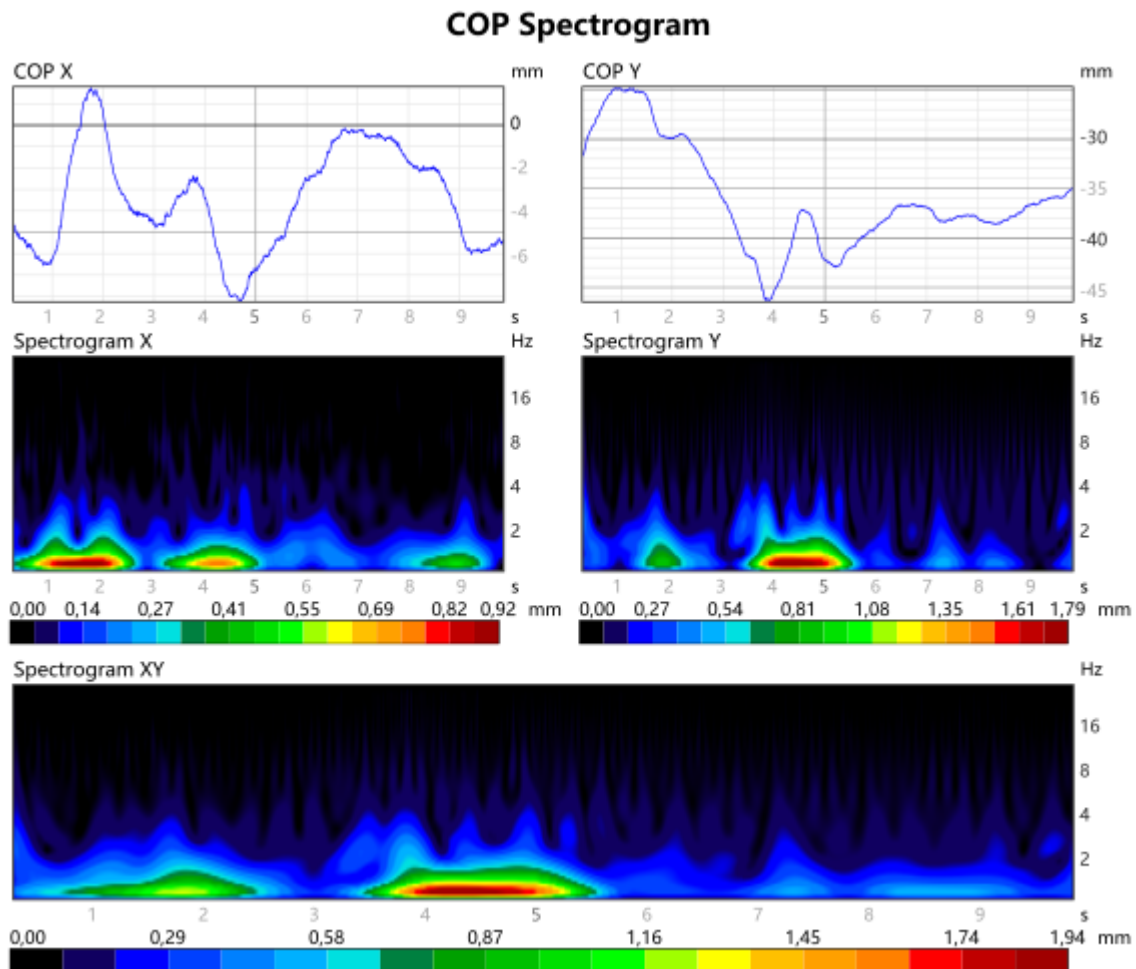 COP Spectrogram
COP X mm COP Y mm
0
-2
-4
-6
-30
-35
-40
-45
1 2 3 4 5 6 7 8 9 s 1 2 3 4 5 6 7 8 9 s
Spectrogram X Hz Spectrogram Y Hz
16 16
8 8
4 4
2 2
1 2 3 4 5 6 7 8 9 s 1 2 3 4 5 6 7 8 9 s
0,00 0,14 0,27 0,41 0,55 0,69 0,82 0,92 mm 0,00 0,27 0,54 0,81 1,08 1,35 1,61 1,79 mm
Spectrogram XY Hz
16
8
4
2
1 2 3 4 5 6 7 8 9 s
0,00 0,29 0,58 0,87 1,16 1,45 1,74 1,94 mm